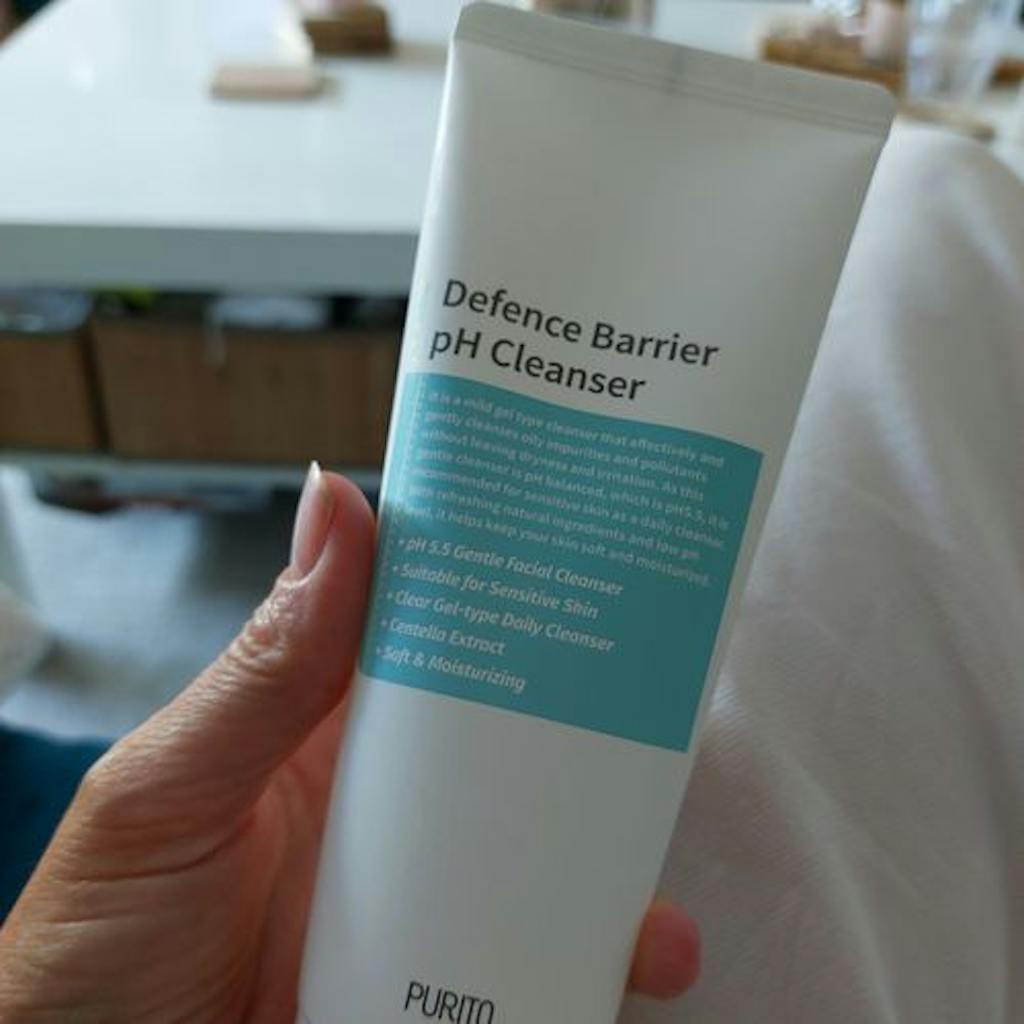 Defence Barrier
pH Cleanser
It is a mild gel type cleanser that effectively and
gently cleanses oily impurities and pollutants
without leaving dryness and irritation. As this
gentle cleanser is pH balanced, which is pH5.5, it is
recommended for sensitive skin as a daily cleanser.
with refreshing natural ingredients and low gel
level, it helps keep your skin soft and moisturized.
• pH 5.5 Gentle Facial Cleanser
• Suitable for Sensitive Skin
• Clear Gel-type Daily Cleanser
• Centella Extract
• Soft & Moisturizing
PURITO